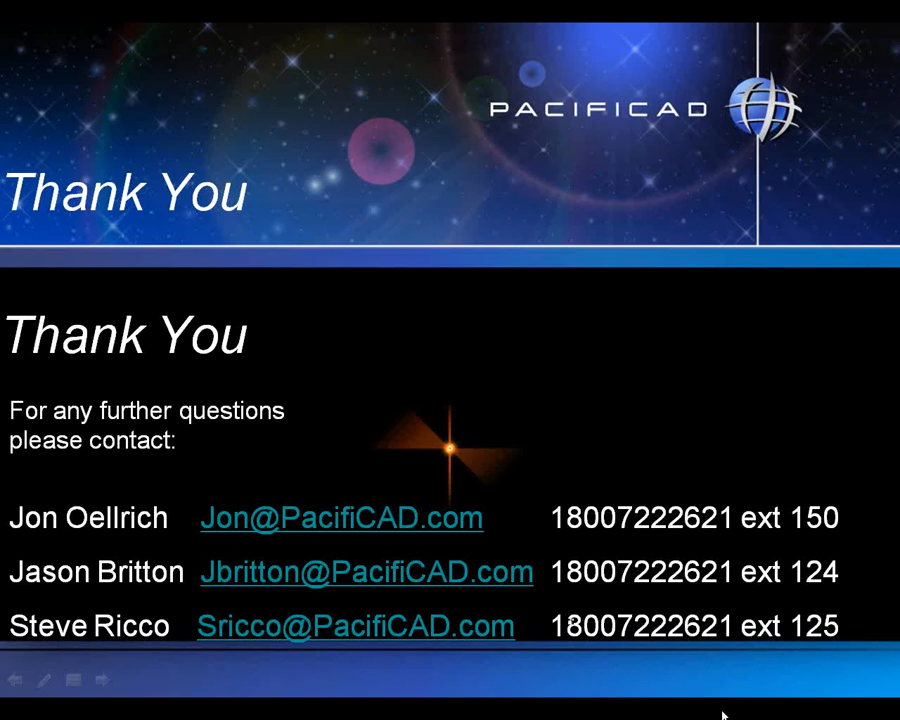 PACIFICAD
Thank You
Thank You
For any further questions
please contact:
Jon Oellrich Jon@PacifiCAD.com 18007222621 ext 150
Jason Britton Jbritton@PacifiCAD.com 18007222621 ext 124
Steve Ricco Sricco@PacifiCAD.com 18007222621 ext 125